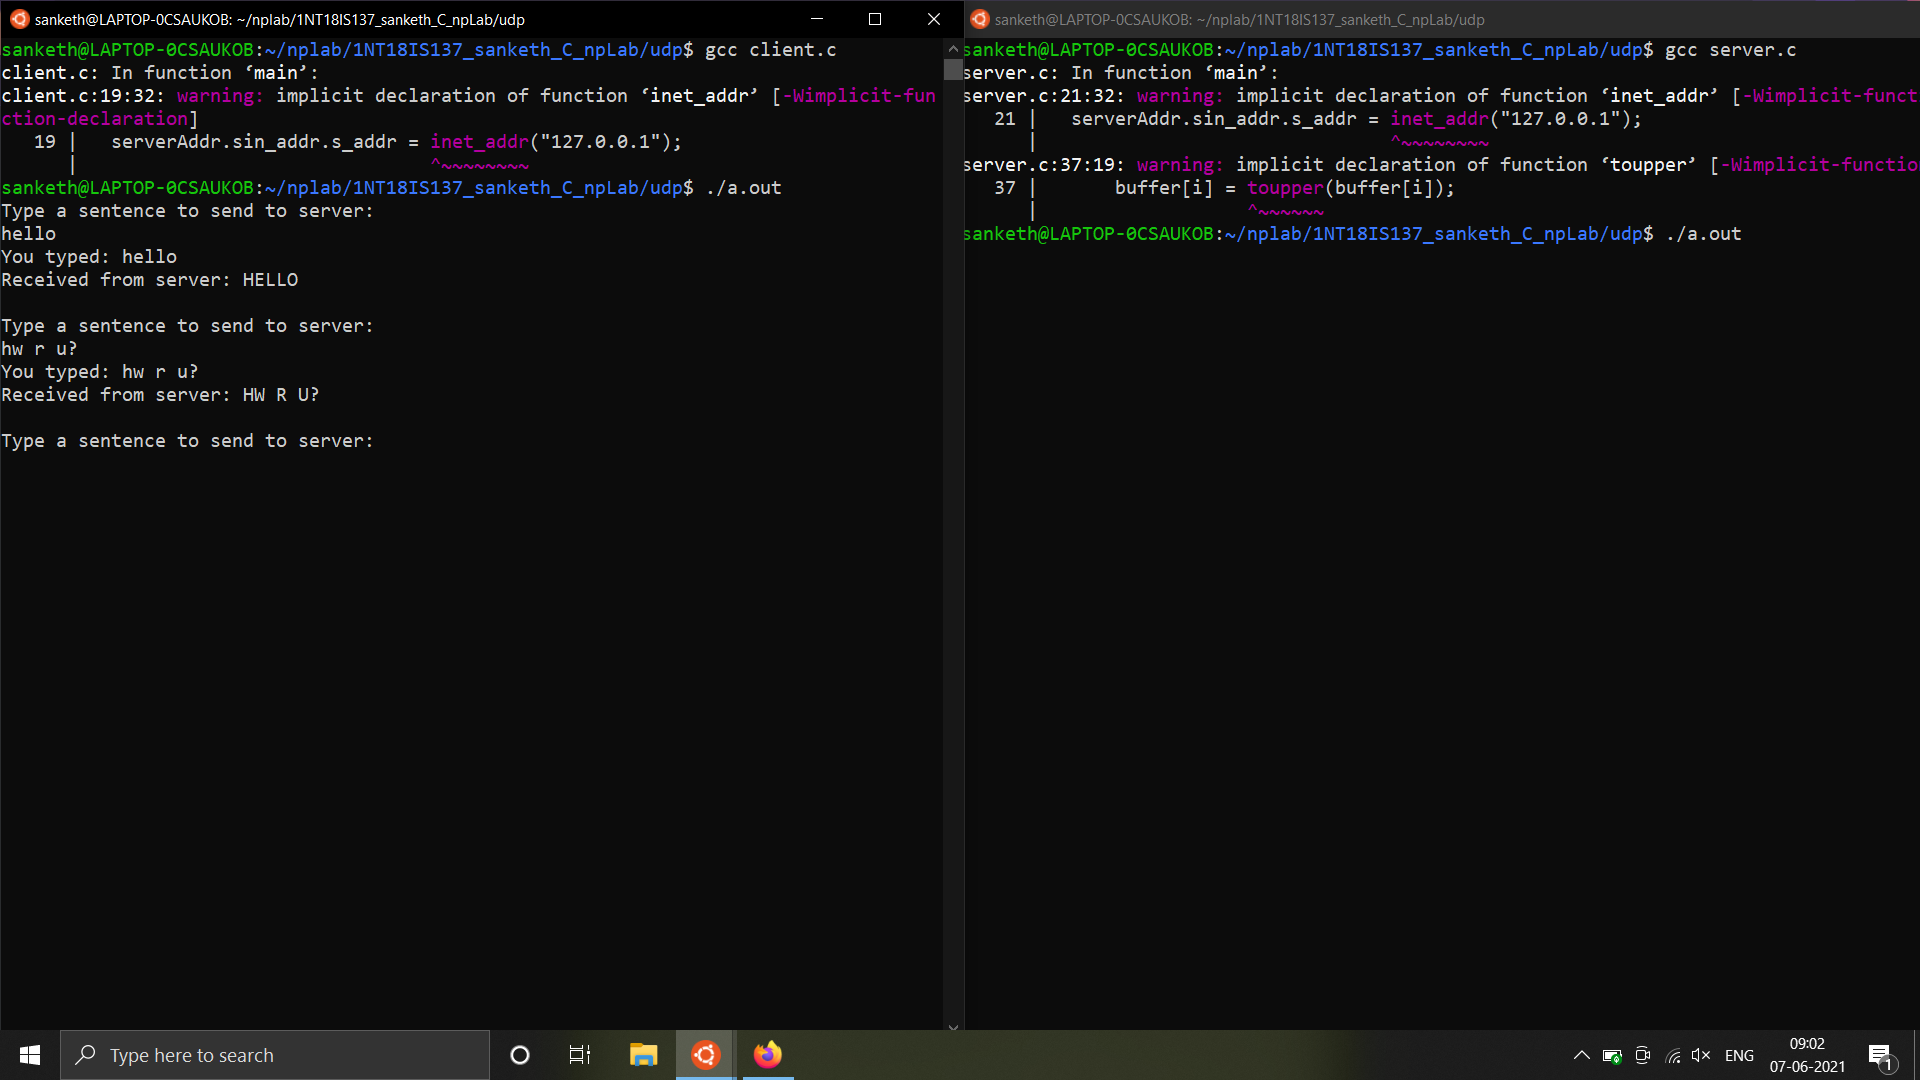 sanketh@LAPTOP-0CSAUKOB: ~/nplab/1NT18IS137_sanketh_C_npLab/udp
sanketh@LAPTOP-0CSAUKOB:~/nplab/1NT18IS137_sanketh_C_npLab/udp$ gcc client.c
client.c: In function ‘main’:
client.c:19:32: warning: implicit declaration of function ‘inet_addr’ [-Wimplicit-fun
ction-declaration]
   19 |   serverAddr.sin_addr.s_addr = inet_addr("127.0.0.1");
      |                                ^~~~~~~~~
sanketh@LAPTOP-0CSAUKOB:~/nplab/1NT18IS137_sanketh_C_npLab/udp$ ./a.out
Type a sentence to send to server:
hello
You typed: hello
Received from server: HELLO
Type a sentence to send to server:
hw r u?
You typed: hw r u?
Received from server: HW R U?
Type a sentence to send to server:
sanketh@LAPTOP-0CSAUKOB: ~/nplab/1NT18IS137_sanketh_C_npLab/udp
sanketh@LAPTOP-0CSAUKOB:~/nplab/1NT18IS137_sanketh_C_npLab/udp$ gcc server.c
server.c: In function ‘main’:
server.c:21:32: warning: implicit declaration of function ‘inet_addr’ [-Wimplicit-funct
   21 |   serverAddr.sin_addr.s_addr = inet_addr("127.0.0.1");
      |                                ^~~~~~~~~
server.c:37:19: warning: implicit declaration of function ‘toupper’ [-Wimplicit-functio
   37 |       buffer[i] = toupper(buffer[i]);
      |                   ^~~~~~~
sanketh@LAPTOP-0CSAUKOB:~/nplab/1NT18IS137_sanketh_C_npLab/udp$ ./a.out
Type here to search
ENG
09:02
07-06-2021
1